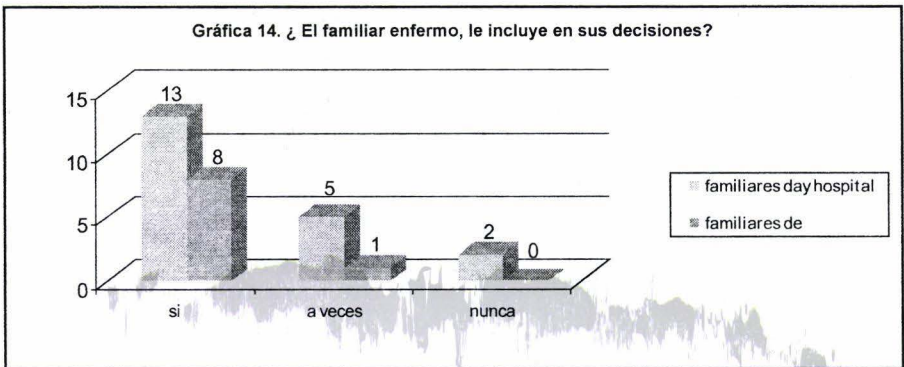 Gráfica 14. ¿ El familiar enfermo, le incluye en sus decisiones?
15
10
5
0
13
8
5
1
2
0
si
a veces
nunca
familiares day hospital
familiares de